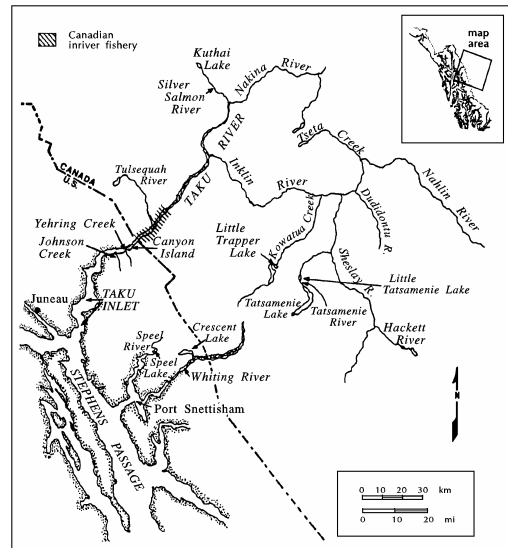 Canadian
inriver fishery
map
area
Kuthai
Lake
Nakina River
Silver
Salmon
River
Tseta Creek
RIVER
Nahlin River
CANADA
U.S.
Tulsequah
River
TAKU
Inklin
River
Dudidontu R.
Yehring Creek
Johnson
Creek
Canyon
Island
Kowatua Creek
Little
Trapper
Lake
Sheslay R.
Little
Tatsamenie Lake
Juneau
TAKU
INLET
Tatsamenie
Lake
Tatsamenie
River
Hackett
River
Speel
River
Crescent
Lake
Speel
Lake
Whiting River
Port Snettisham
STEPHENS
PASSAGE
N
0 10 20 30 km
0 10 20 mi